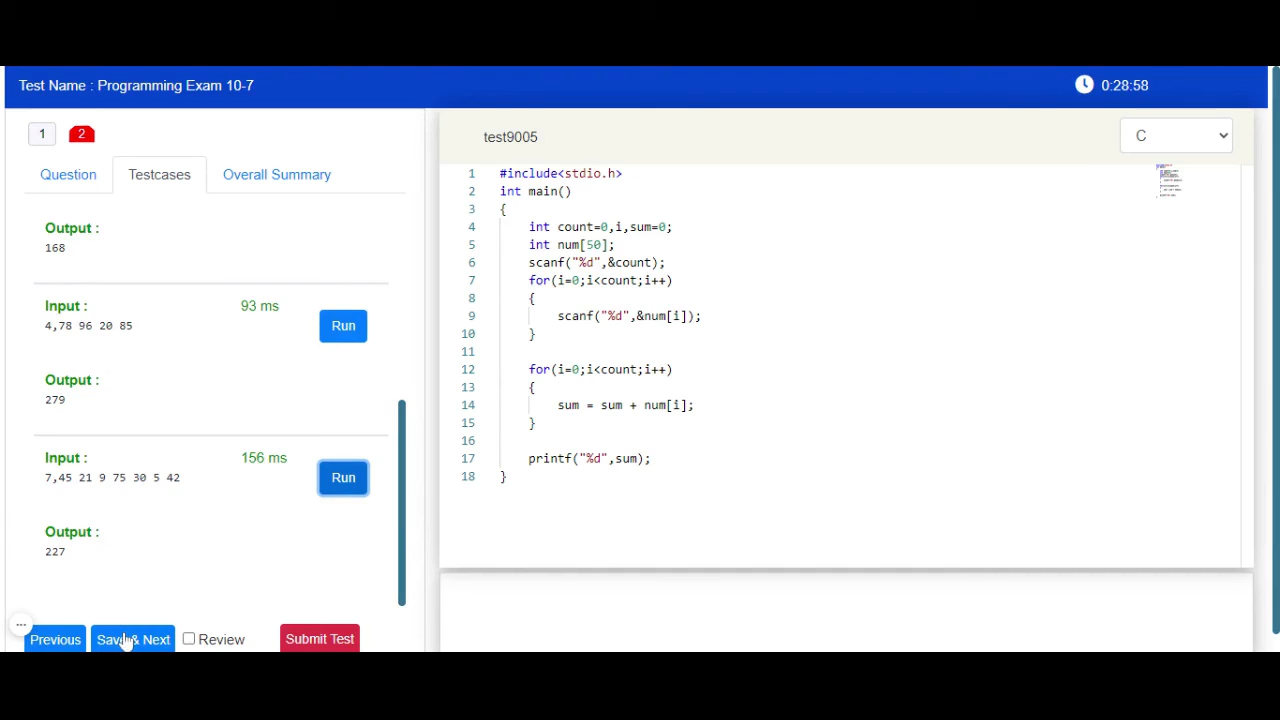 Test Name : Programming Exam 10-7
0:28:58
1
2
Question
Testcases
Overall Summary
Output :
168
Input :
93 ms
4,78 96 20 85
Run
Output :
279
Input :
156 ms
7,45 21 9 75 30 5 42
Run
Output :
227
...
Previous
Save & Next
Review
Submit Test
test9005
C
1 #include<stdio.h>
2 int main()
3 {
4 int count=0,i,sum=0;
5 int num[50];
6 scanf("%d",&count);
7 for(i=0;i<count;i++)
8 {
9 scanf("%d",&num[i]);
10 }
11
12 for(i=0;i<count;i++)
13 {
14 sum = sum + num[i];
15 }
16
17 printf("%d",sum);
18 }